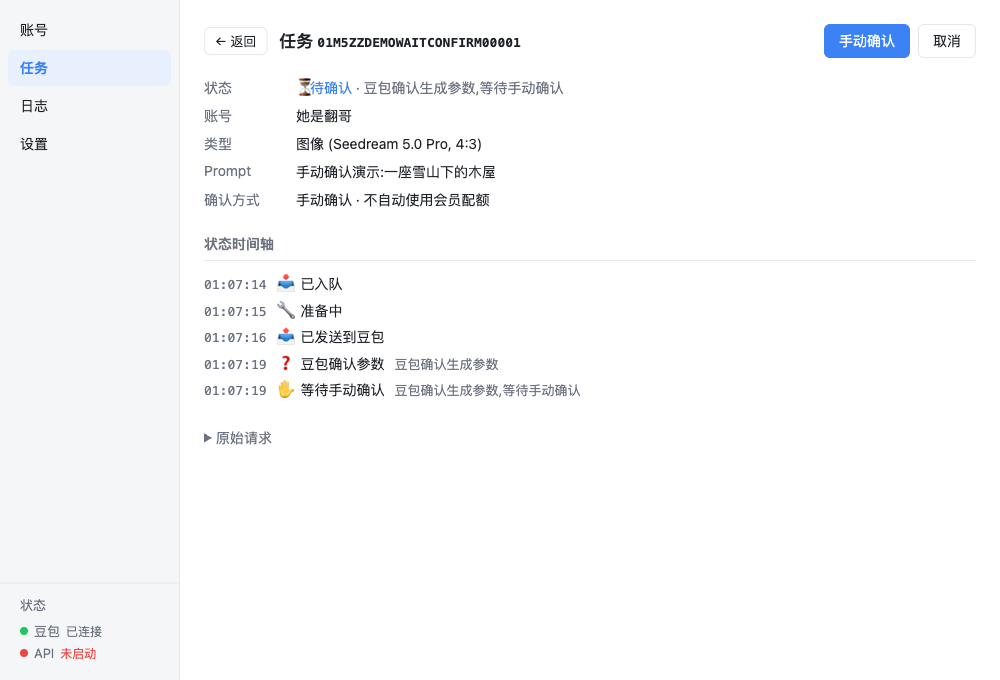 账号
任务
日志
设置
状态
豆包 已连接
API 未启动
← 返回 任务 01M5ZZDEMOWAITCONFIRM00001 手动确认 取消
状态 ⏳待确认 · 豆包确认生成参数,等待手动确认
账号 她是翻哥
类型 图像 (Seedream 5.0 Pro, 4:3)
Prompt 手动确认演示:一座雪山下的木屋
确认方式 手动确认 · 不自动使用会员配额
状态时间轴
01:07:14 📥 已入队
01:07:15 🔧 准备中
01:07:16 📤 已发送到豆包
01:07:19 ❓ 豆包确认参数 豆包确认生成参数
01:07:19 ✋ 等待手动确认 豆包确认生成参数,等待手动确认
▶ 原始请求